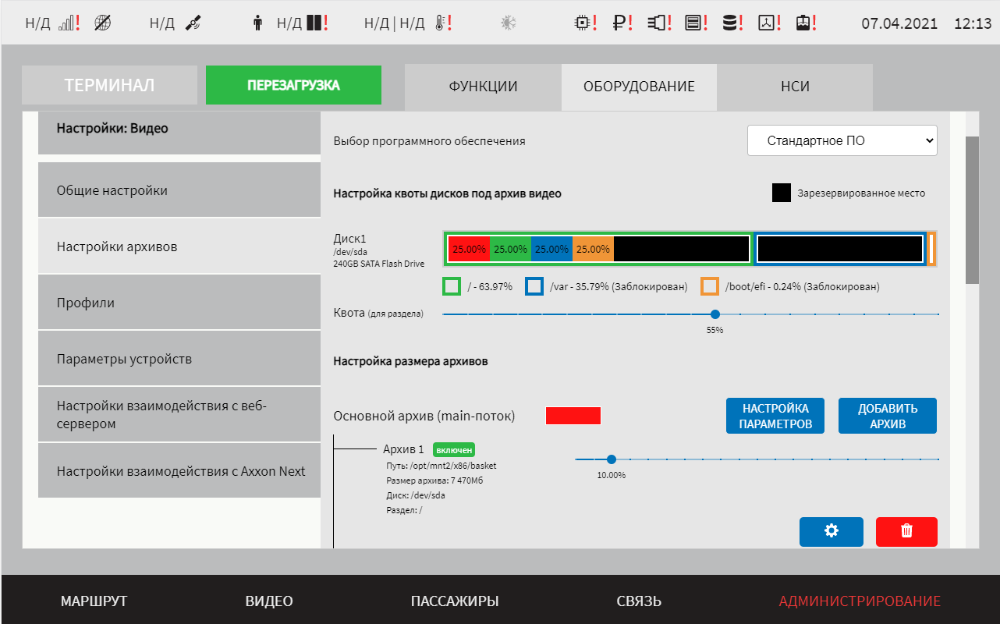 Н/Д Н/Д Н/Д ! Н/Д | Н/Д ! ! ! ! ! ! ! ! 07.04.2021 12:13
ТЕРМИНАЛ
ПЕРЕЗАГРУЗКА
ФУНКЦИИ
ОБОРУДОВАНИЕ
НСИ
Настройки: Видео
Общие настройки
Настройки архивов
Профили
Параметры устройств
Настройки взаимодействия с веб-
сервером
Настройки взаимодействия с Axxon Next
Выбор программного обеспечения
Стандартное ПО
Настройка квоты дисков под архив видео
Зарезервированное место
Диск1
/dev/sda
240GB SATA Flash Drive
25.00% 25.00% 25.00% 25.00%
/ - 63.97% /var - 35.79% (Заблокирован) /boot/efi - 0.24% (Заблокирован)
Квота (для раздела)
55%
Настройка размера архивов
Основной архив (main-поток)
НАСТРОЙКА
ПАРАМЕТРОВ
ДОБАВИТЬ
АРХИВ
Архив 1 включен
Путь: /opt/mnt2/x86/basket
Размер архива: 7 470Мб
Диск: /dev/sda
Раздел: /
10.00%
МАРШРУТ
ВИДЕО
ПАССАЖИРЫ
СВЯЗЬ
АДМИНИСТРИРОВАНИЕ